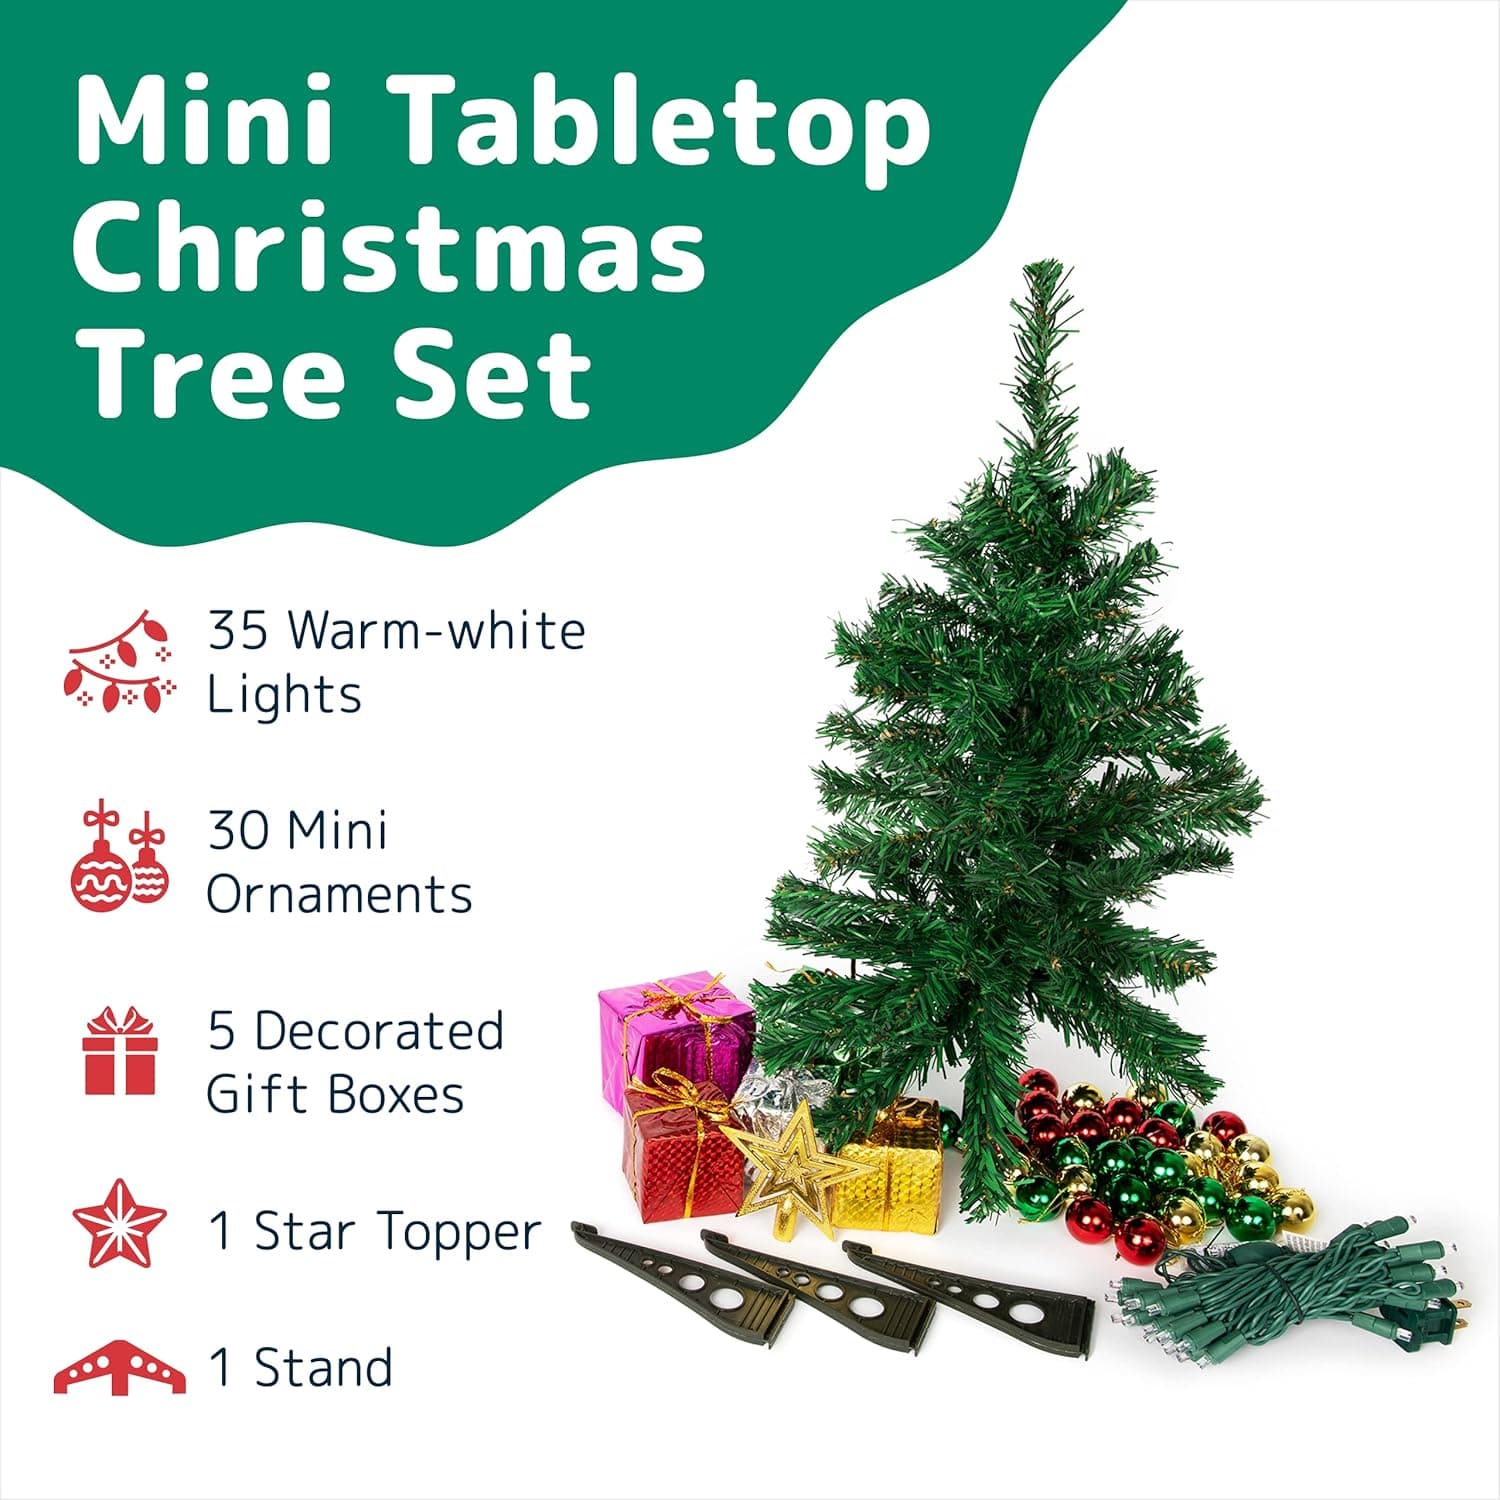 Mini Tabletop
Christmas
Tree Set
35 Warm-white
Lights
30 Mini
Ornaments
5 Decorated
Gift Boxes
1 Star Topper
1 Stand